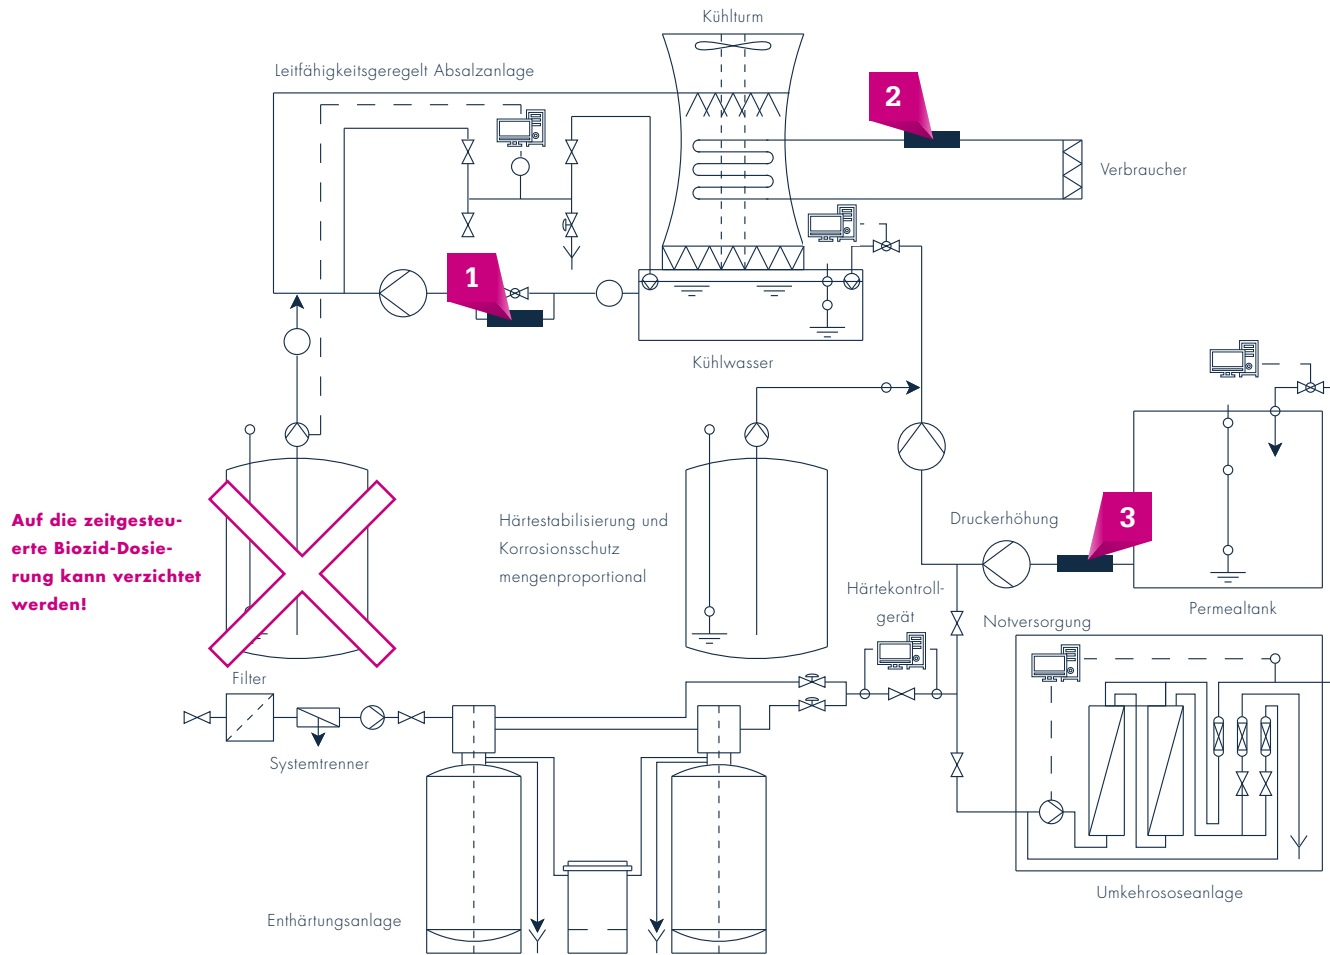 Kühlturm
Leitfähigkeitsgeregelt Absalzanlage
2
Verbraucher
1
Kühlwasser
Auf die zeitgesteu-
erte Biozid-Dosie-
rung kann verzichtet
werden!
Härtestabilisierung und
Korrosionsschutz
mengenproportional
Druckerhöhung
3
Härtekontroll-
gerät
Permealtank
Notversorgung
Filter
Systemtrenner
Enthärtungsanlage
Umkehrososeanlage